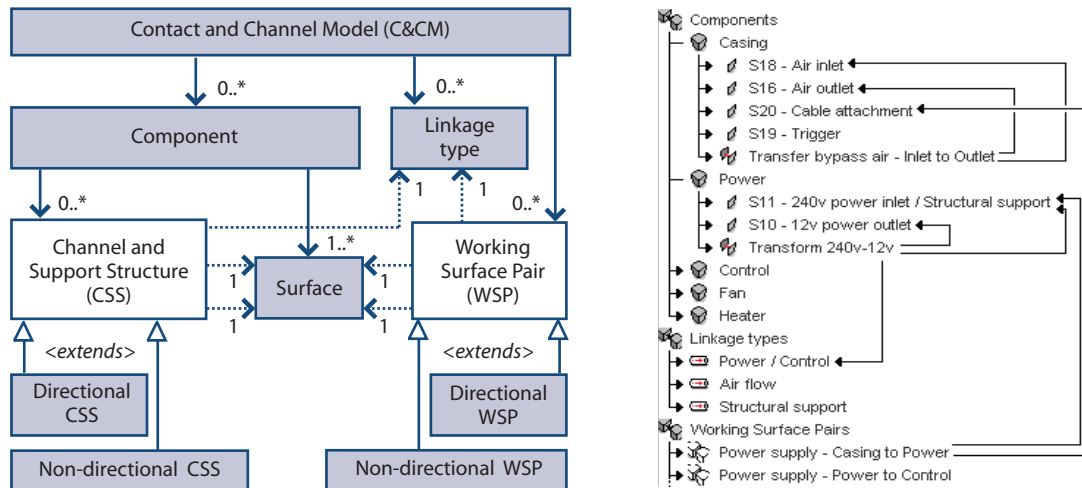 Contact and Channel Model (C&CM)
0..*
0..*
Component
Linkage
type
1
1
0..*
0..*
Channel and
Support Structure
(CSS)
1..*
Working
Surface Pair
(WSP)
1
Surface
1
1
1
<extends>
<extends>
Directional
CSS
Directional
WSP
Non-directional CSS
Non-directional WSP
Components
Casing
S18 - Air inlet
S16 - Air outlet
S20 - Cable attachment
S19 - Trigger
Transfer bypass air - Inlet to Outlet
Power
S11 - 240v power inlet / Structural support
S10 - 12v power outlet
Transform 240v-12v
Control
Fan
Heater
Linkage types
Power / Control
Air flow
Structural support
Working Surface Pairs
Power supply - Casing to Power
Power supply - Power to Control